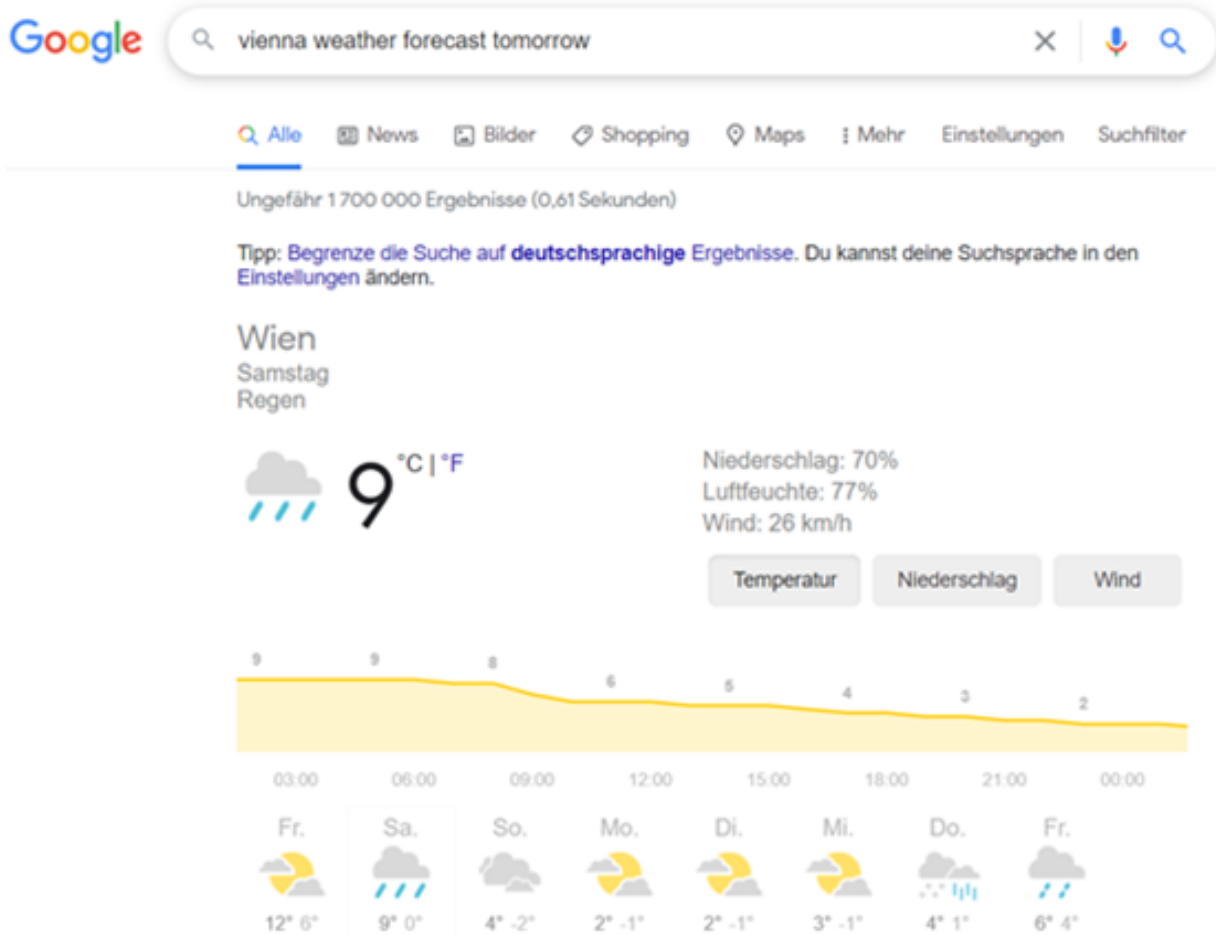 Google vienna weather forecast tomorrow
Alle News Bilder Shopping Maps Mehr Einstellungen Suchfilter
Ungefähr 1 700 000 Ergebnisse (0,61 Sekunden)
Tipp: Begrenze die Suche auf deutschsprachige Ergebnisse. Du kannst deine Suchsprache in den
Einstellungen ändern.
Wien
Samstag
Regen
9 °C | °F
Niederschlag: 70%
Luftfeuchte: 77%
Wind: 26 km/h
Temperatur Niederschlag Wind
9 9 8 6 5 4 3 2
03:00 06:00 09:00 12:00 15:00 18:00 21:00 00:00
Fr. Sa. So. Mo. Di. Mi. Do. Fr.
12° 6° 9° 0° 4° -2° 2° -1° 2° -1° 3° -1° 4° 1° 6° 4°